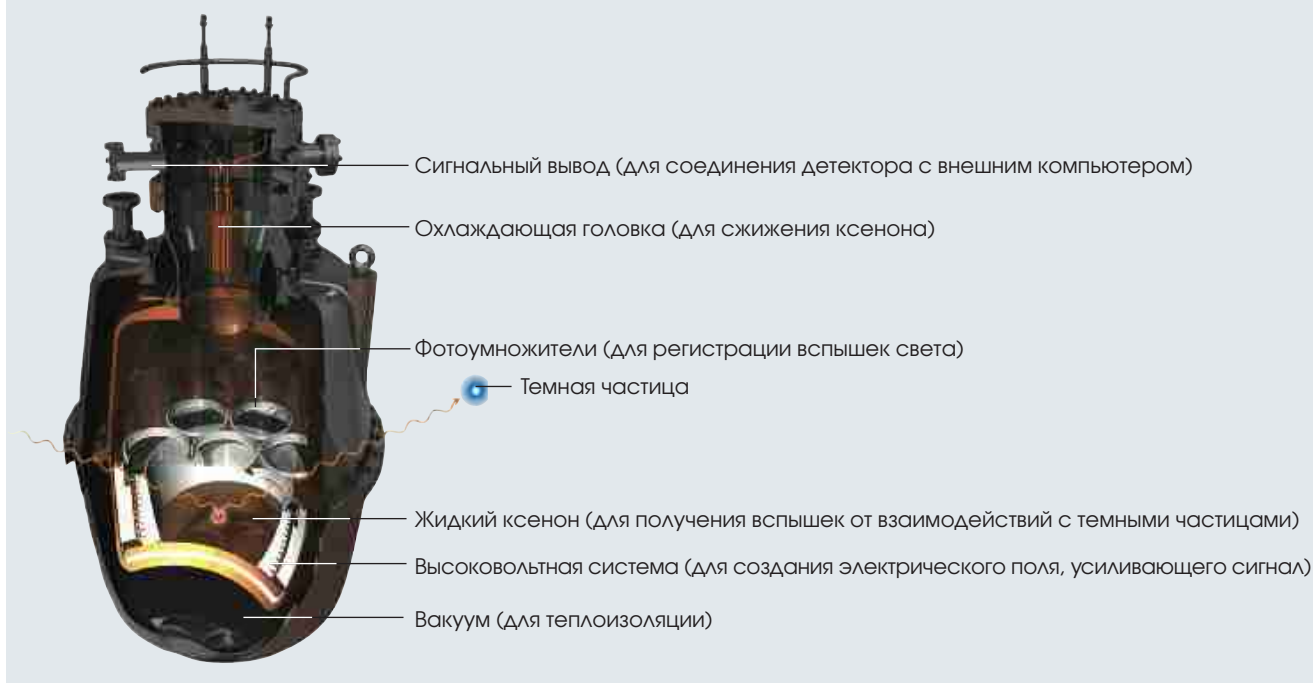 Сигнальный вывод (для соединения детектора с внешним компьютером)
Охлаждающая головка (для сжижения ксенона)
Фотоумножители (для регистрации вспышек света)
Темная частица
Жидкий ксенон (для получения вспышек от взаимодействий с темными частицами)
Высоковольтная система (для создания электрического поля, усиливающего сигнал)
Вакуум (для теплоизоляции)